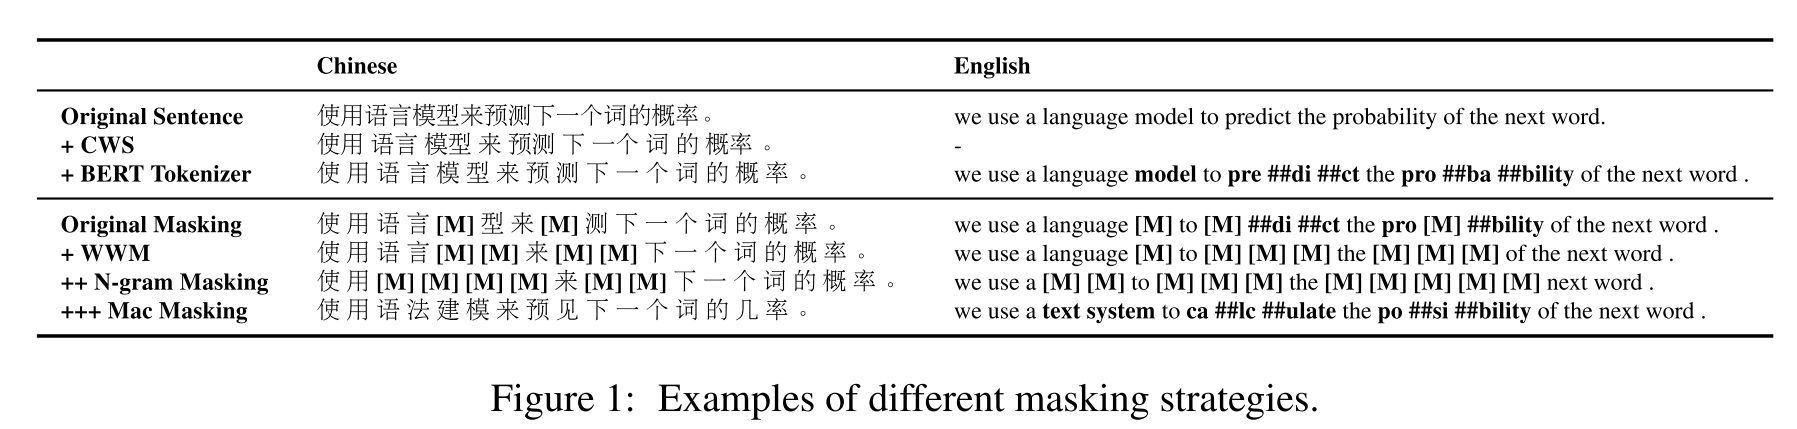 Chinese English
Original Sentence 使用语言模型来预测下一个词的概率。 we use a language model to predict the probability of the next word.
+ CWS 使用 语言 模型 来 预测 下 一个 词 的 概率 。 -
+ BERT Tokenizer 使 用 语 言 模 型 来 预 测 下 一 个 词 的 概 率 。 we use a language model to pre ##di ##ct the pro ##ba ##bility of the next word .
Original Masking 使 用 语 言 [M] 型 来 [M] 测 下 一 个 词 的 概 率 。 we use a language [M] to [M] ##di ##ct the pro [M] ##bility of the next word .
+ WWM 使 用 语 言 [M] [M] 来 [M] [M] 下 一 个 词 的 概 率 。 we use a language [M] to [M] [M] [M] the [M] [M] [M] of the next word .
++ N-gram Masking 使 用 [M] [M] [M] [M] 来 [M] [M] 下 一 个 词 的 概 率 。 we use a [M] [M] to [M] [M] [M] the [M] [M] [M] [M] [M] next word .
+++ Mac Masking 使 用 语 法 建 模 来 预 见 下 一 个 词 的 几 率 。 we use a text system to ca ##lc ##ulate the po ##si ##bility of the next word .
Figure 1: Examples of different masking strategies.